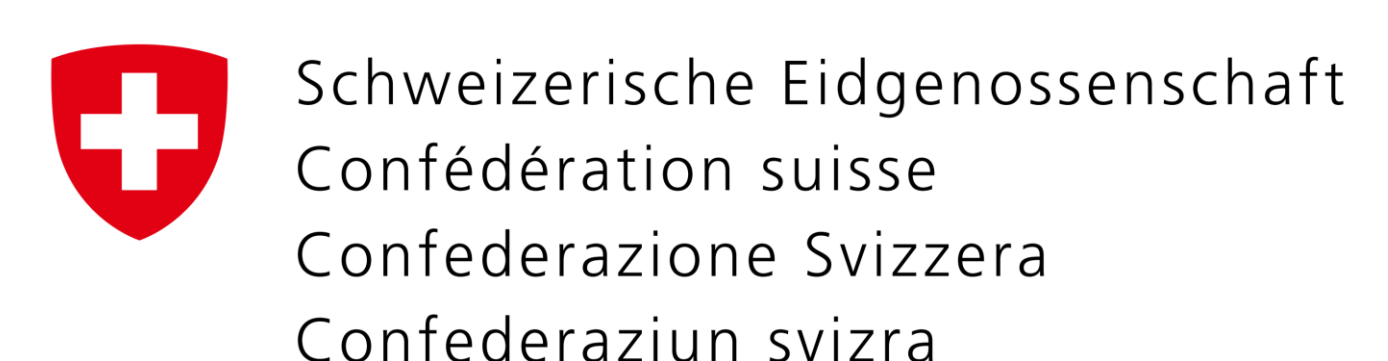 Schweizerische Eidgenossenschaft
Confédération suisse
Confederazione Svizzera
Confederaziun svizra